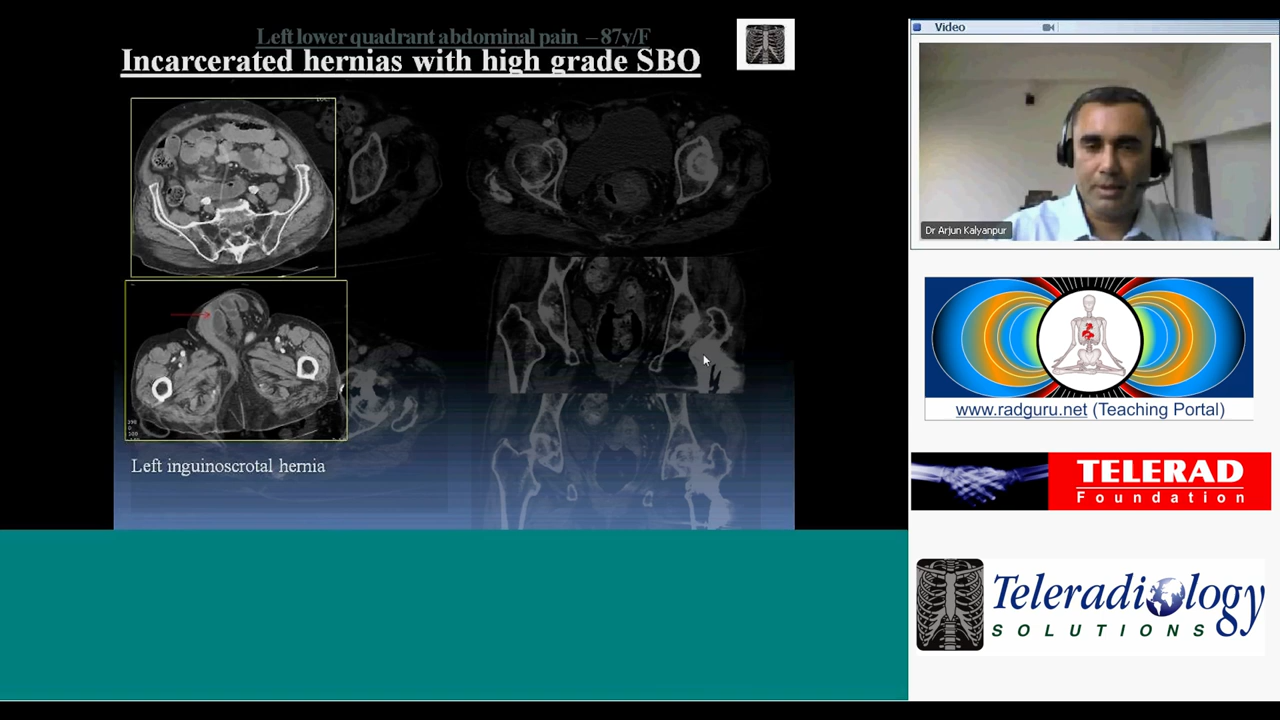 Left lower quadrant abdominal pain – 87y/F
Incarcerated hernias with high grade SBO
Left inguinoscrotal hernia
Video
Dr Arjun Kalyanpur
www.radguru.net (Teaching Portal)
TELERAD
Foundation
Teleradiology
SOLUTIONS